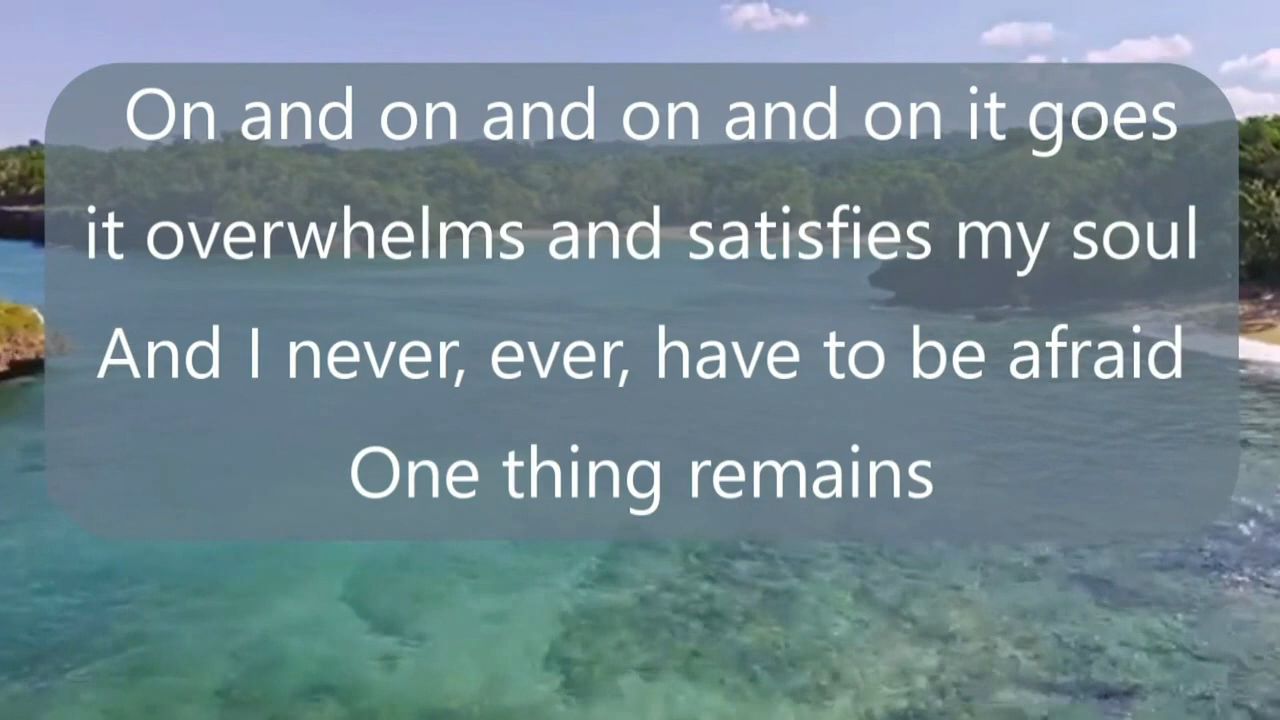 On and on and on and on it goes
it overwhelms and satisfies my soul
And I never, ever, have to be afraid
One thing remains